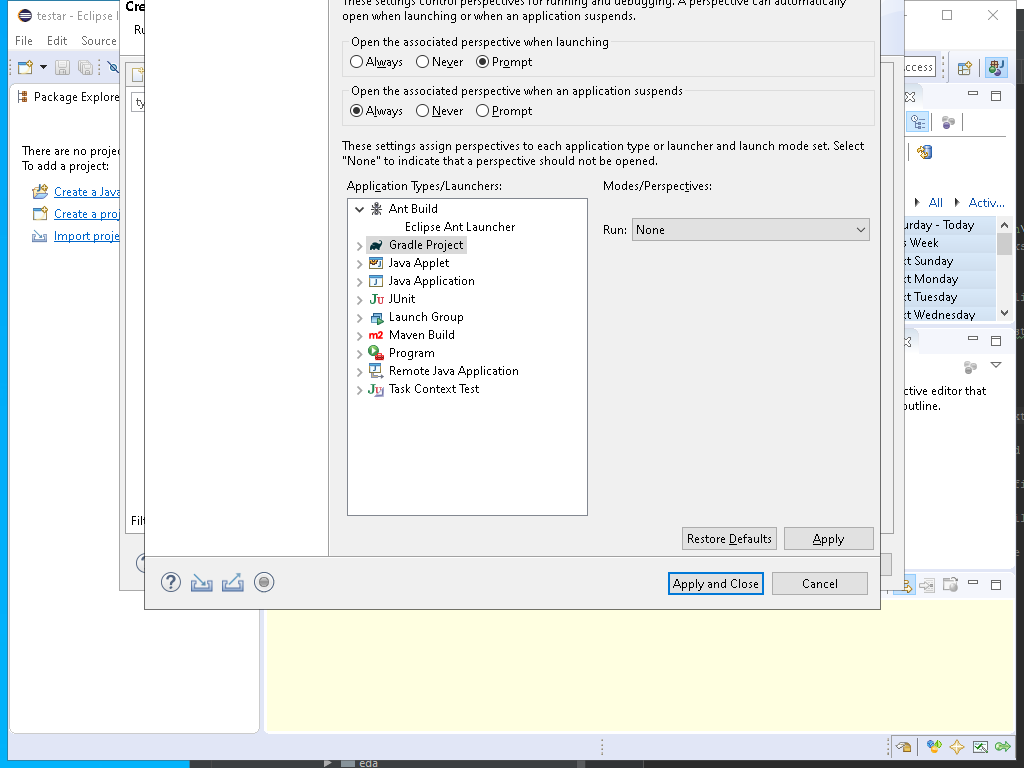 testar - Eclipse I
Cre
File Edit Source
Ru
Package Explore
There are no proje
To add a project:
Create a Java
Create a proj
Import proje
These settings control perspectives for running and debugging. A perspective can automatically
open when launching or when an application suspends.
Open the associated perspective when launching
Always Never Prompt
Open the associated perspective when an application suspends
Always Never Prompt
These settings assign perspectives to each application type or launcher and launch mode set. Select
"None" to indicate that a perspective should not be opened.
Application Types/Launchers:
Modes/Perspectives:
Ant Build
Eclipse Ant Launcher
Gradle Project
Java Applet
Java Application
JUnit
Launch Group
Maven Build
Program
Remote Java Application
Task Context Test
Run: None
Restore Defaults
Apply
Apply and Close
Cancel
ty
Filt
ccess
All Activ...
urday - Today
s Week
xt Sunday
xt Monday
xt Tuesday
xt Wednesday
ctive editor that
outline.
eda